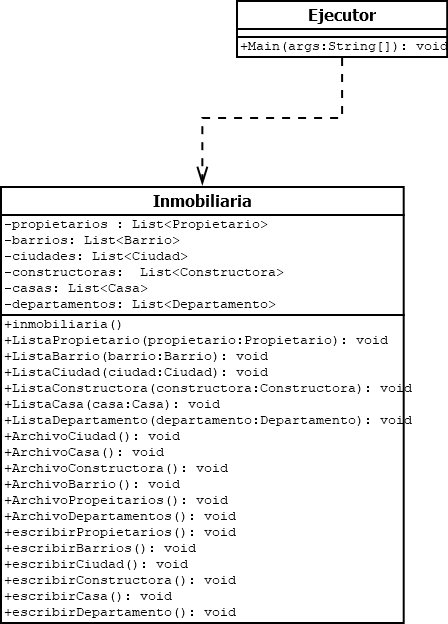 Ejecutor
+Main(args:String[]): void
Inmobiliaria
-propietarios : List<Propietario>
-barrios: List<Barrio>
-ciudades: List<Ciudad>
-constructoras:  List<Constructora>
-casas: List<Casa>
-departamentos: List<Departamento>
+inmobiliaria()
+ListaPropietario(propietario:Propietario): void
+ListaBarrio(barrio:Barrio): void
+ListaCiudad(ciudad:Ciudad): void
+ListaConstructora(constructora:Constructora): void
+ListaCasa(casa:Casa): void
+ListaDepartamento(departamento:Departamento): void
+ArchivoCiudad(): void
+ArchivoCasa(): void
+ArchivoConstructora(): void
+ArchivoBarrio(): void
+ArchivoPropeitarios(): void
+ArchivoDepartamentos(): void
+escribirPropietarios(): void
+escribirBarrios(): void
+escribirCiudad(): void
+escribirConstructora(): void
+escribirCasa(): void
+escribirDepartamento(): void